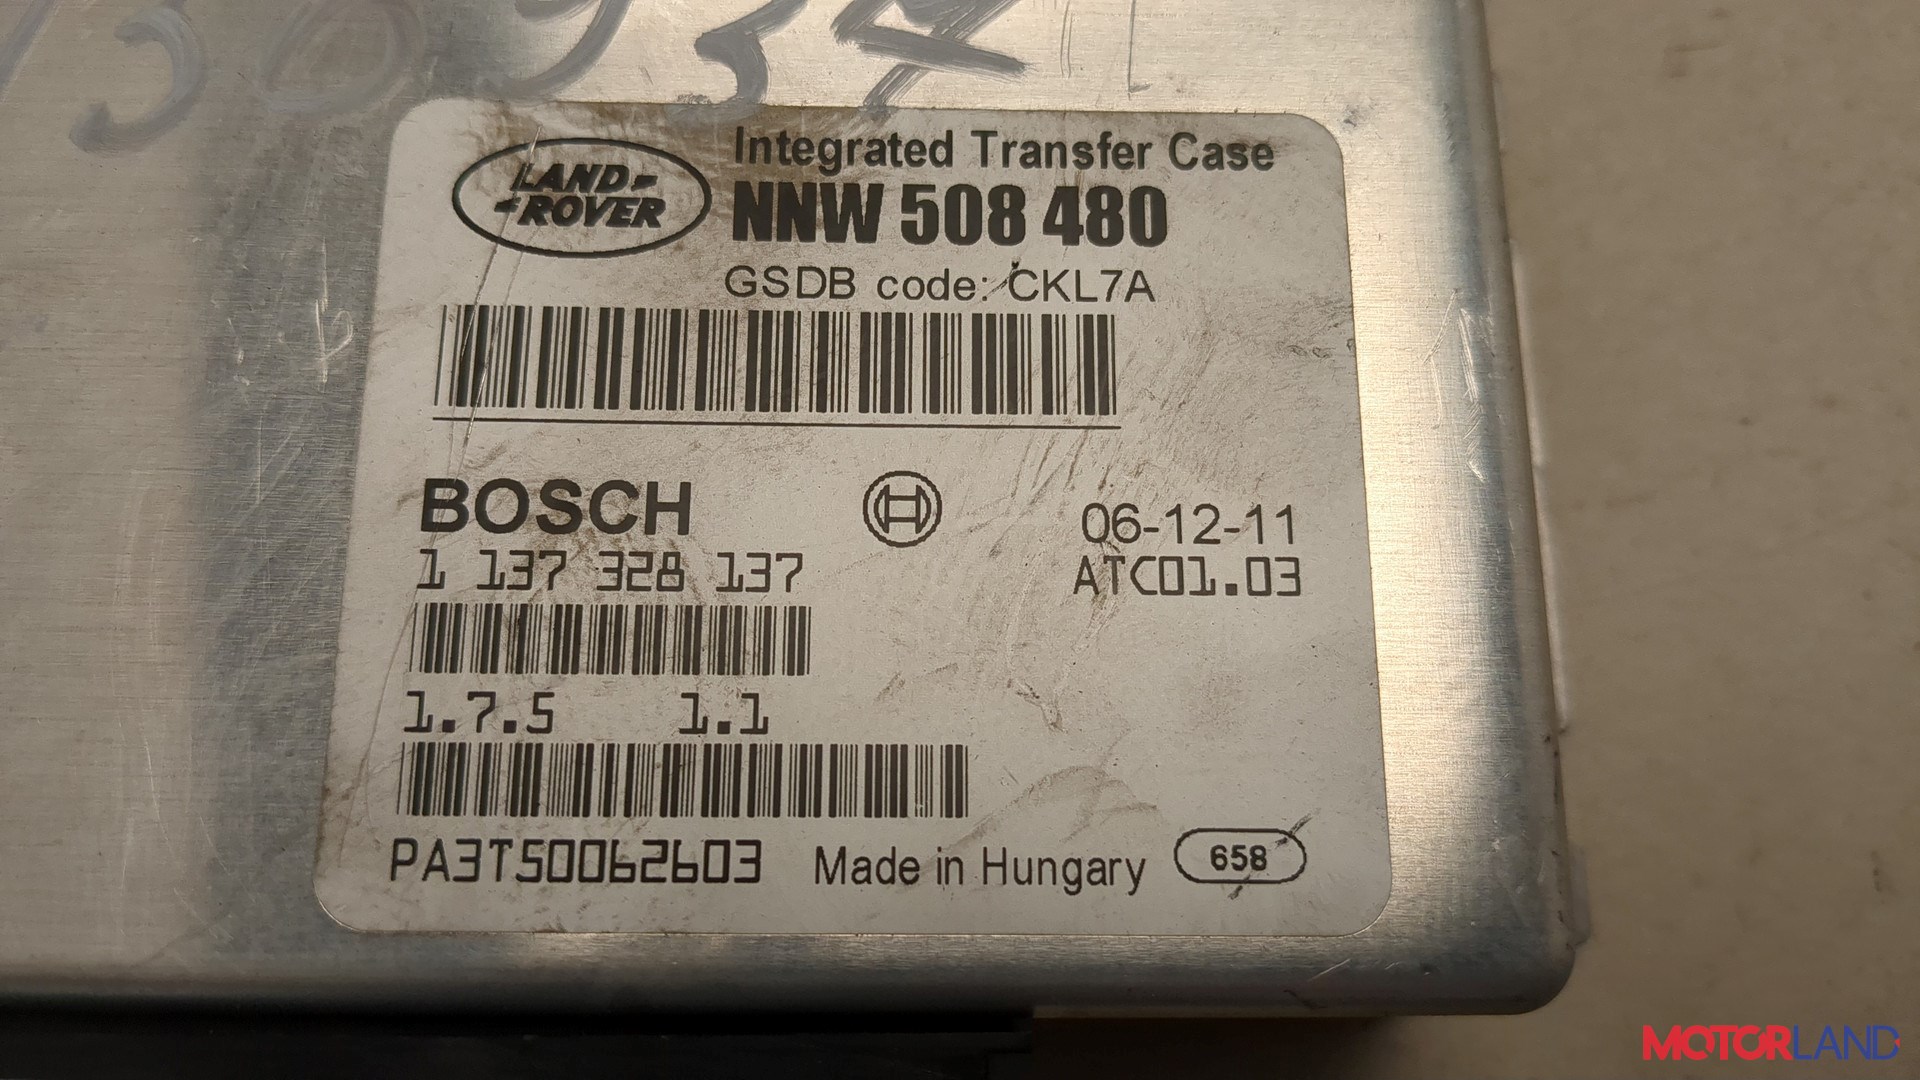 LAND-
-ROVER
Integrated Transfer Case
NNW 508 480
GSDB code: CKL7A
BOSCH
06-12-11
1 137 328 137
ATC01.03
1.7.5 1.1
PA3T50062603
Made in Hungary
658
MOTORLAND